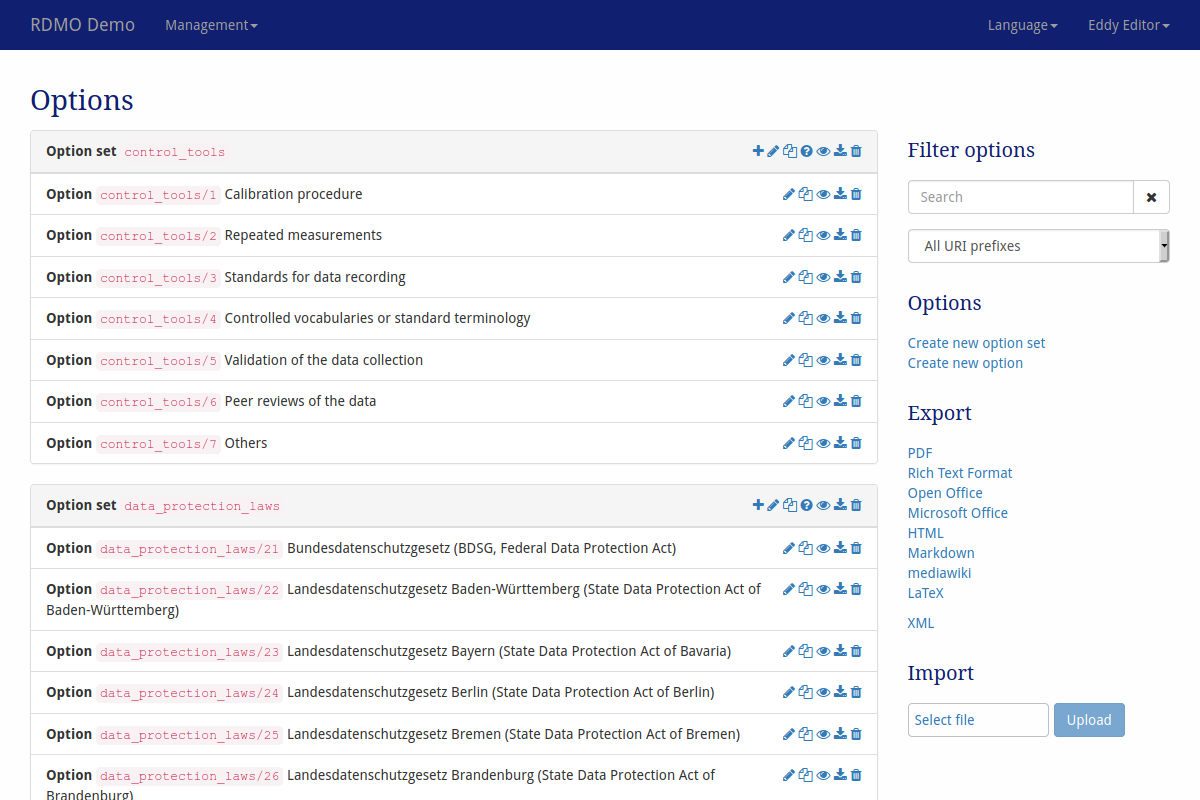 RDMO Demo Management Language Eddy Editor
Options
Option set control_tools
Option control_tools/1 Calibration procedure
Option control_tools/2 Repeated measurements
Option control_tools/3 Standards for data recording
Option control_tools/4 Controlled vocabularies or standard terminology
Option control_tools/5 Validation of the data collection
Option control_tools/6 Peer reviews of the data
Option control_tools/7 Others
Option set data_protection_laws
Option data_protection_laws/21 Bundesdatenschutzgesetz (BDSG, Federal Data Protection Act)
Option data_protection_laws/22 Landesdatenschutzgesetz Baden-Württemberg (State Data Protection Act of
Baden-Württemberg)
Option data_protection_laws/23 Landesdatenschutzgesetz Bayern (State Data Protection Act of Bavaria)
Option data_protection_laws/24 Landesdatenschutzgesetz Berlin (State Data Protection Act of Berlin)
Option data_protection_laws/25 Landesdatenschutzgesetz Bremen (State Data Protection Act of Bremen)
Option data_protection_laws/26 Landesdatenschutzgesetz Brandenburg (State Data Protection Act of
Brandenburg)
Filter options
Search
All URI prefixes
Options
Create new option set
Create new option
Export
PDF
Rich Text Format
Open Office
Microsoft Office
HTML
Markdown
mediawiki
LaTeX
XML
Import
Select file Upload